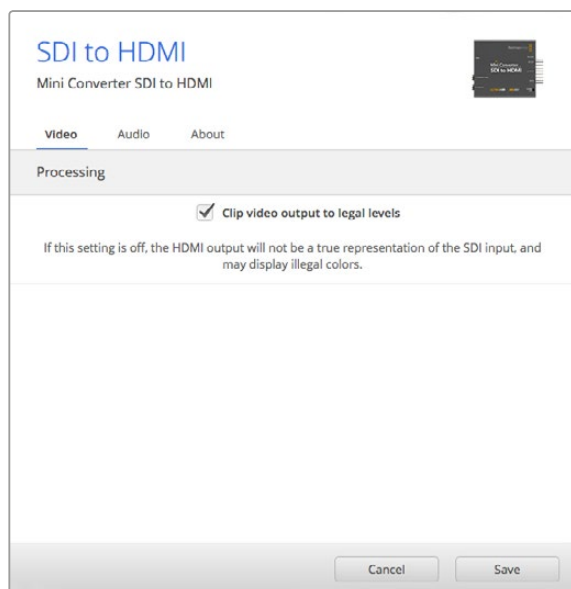 SDI to HDMI
Mini Converter SDI to HDMI
Video Audio About
Processing
Clip video output to legal levels
If this setting is off, the HDMI output will not be a true representation of the SDI input, and
may display illegal colors.
Cancel Save